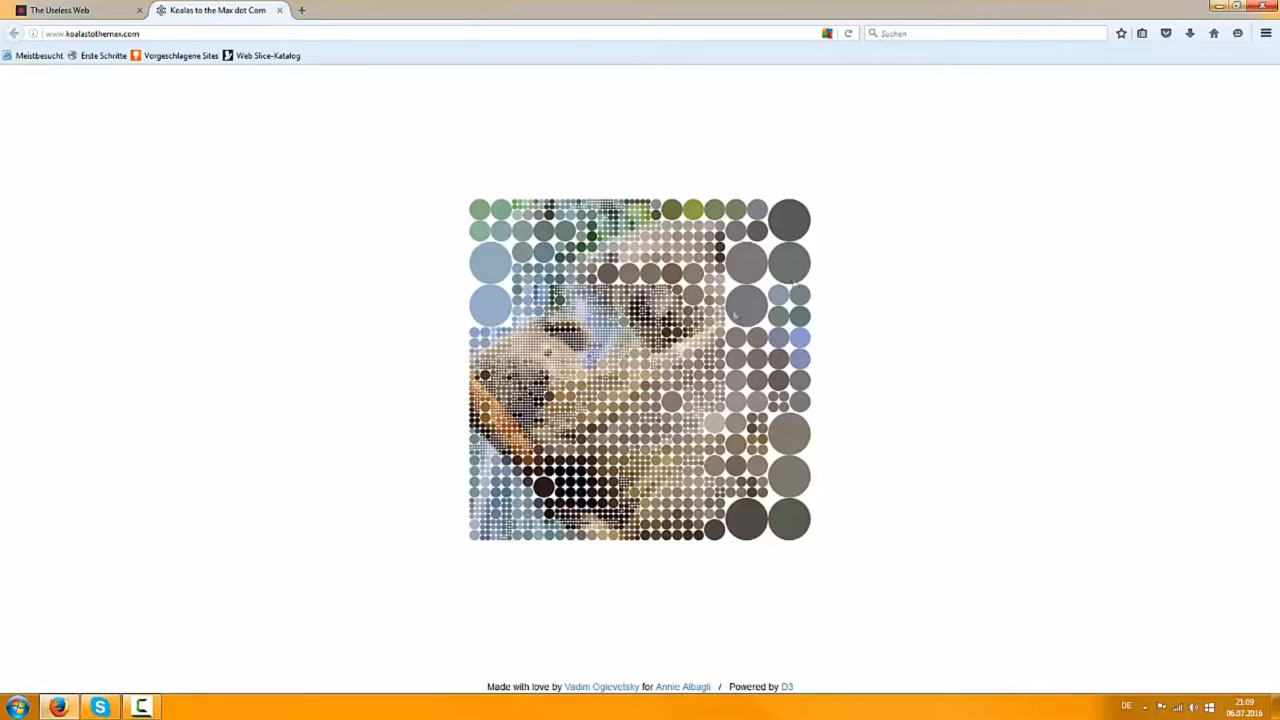 The Useless Web
Koalas to the Max dot Com
www.koalastothemax.com
Suchen
Meistbesucht Erste Schritte Vorgeschlagene Sites Web Slice-Katalog
Made with love by Vadim Ogievetsky for Annie Albagli / Powered by D3
DE
21:09
06.07.2016